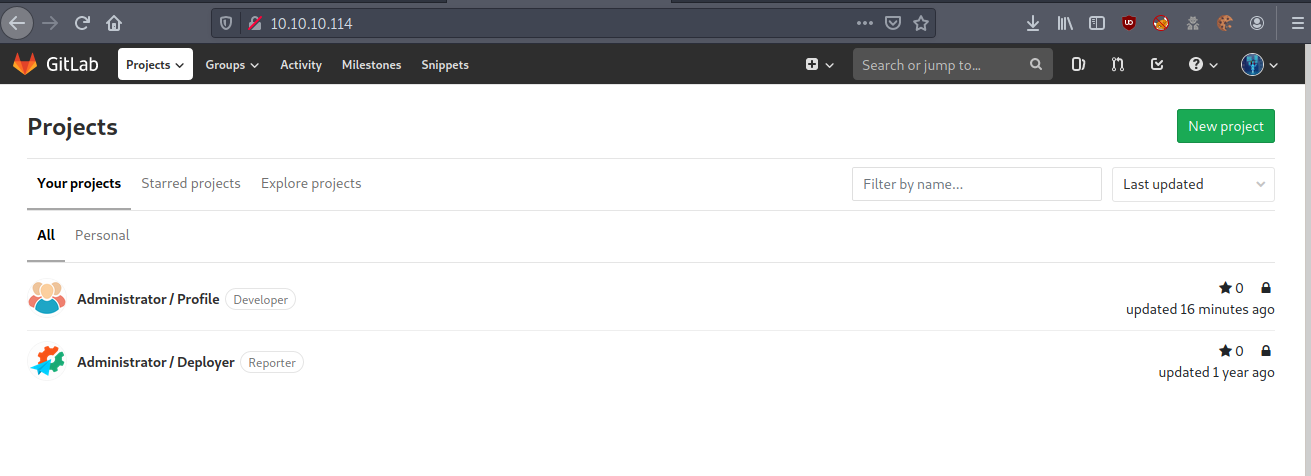 10.10.10.114
GitLab Projects Groups Activity Milestones Snippets Search or jump to...
Projects
New project
Your projects Starred projects Explore projects
Filter by name... Last updated
All Personal
Administrator / Profile Developer 0
updated 16 minutes ago
Administrator / Deployer Reporter 0
updated 1 year ago